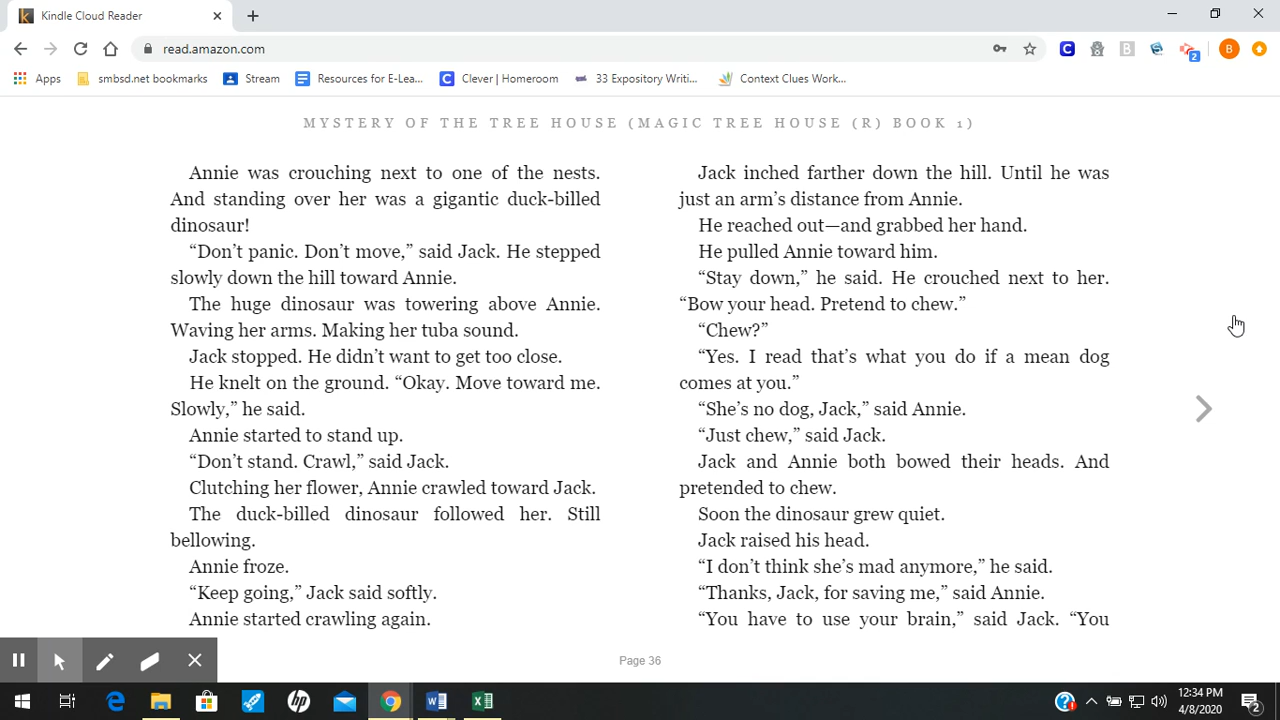 Kindle Cloud Reader
read.amazon.com
B
2
B
Apps
smbsd.net bookmarks
Stream
Resources for E-Lea...
Clever | Homeroom
33 Expository Writi...
Context Clues Work...
MYSTERY OF THE TREE HOUSE (MAGIC TREE HOUSE (R) BOOK 1)
Annie was crouching next to one of the nests.
And standing over her was a gigantic duck-billed
dinosaur!
“Don’t panic. Don’t move,” said Jack. He stepped
slowly down the hill toward Annie.
The huge dinosaur was towering above Annie.
Waving her arms. Making her tuba sound.
Jack stopped. He didn’t want to get too close.
He knelt on the ground. “Okay. Move toward me.
Slowly,” he said.
Annie started to stand up.
“Don’t stand. Crawl,” said Jack.
Clutching her flower, Annie crawled toward Jack.
The duck-billed dinosaur followed her. Still
bellowing.
Annie froze.
“Keep going,” Jack said softly.
Annie started crawling again.
Jack inched farther down the hill. Until he was
just an arm’s distance from Annie.
He reached out—and grabbed her hand.
He pulled Annie toward him.
“Stay down,” he said. He crouched next to her.
“Bow your head. Pretend to chew.”
“Chew?”
“Yes. I read that’s what you do if a mean dog
comes at you.”
“She’s no dog, Jack,” said Annie.
“Just chew,” said Jack.
Jack and Annie both bowed their heads. And
pretended to chew.
Soon the dinosaur grew quiet.
Jack raised his head.
“I don’t think she’s mad anymore,” he said.
“Thanks, Jack, for saving me,” said Annie.
“You have to use your brain,” said Jack. “You
Page 36
12:34 PM
4/8/2020
2